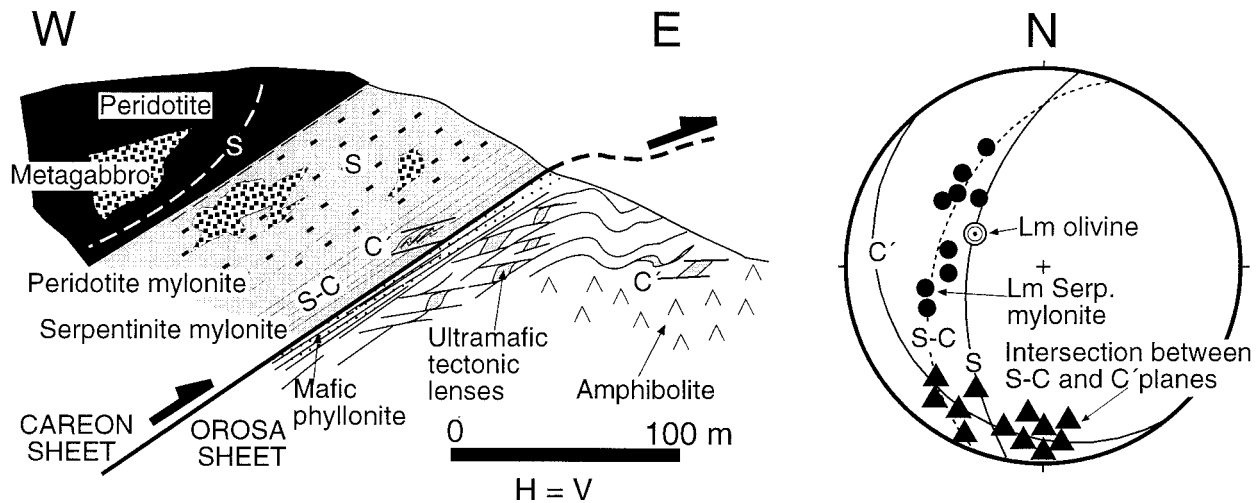 W
E
Peridotite
S
Metagabbro
S
C´
C´
S-C
Peridotite mylonite
Serpentinite mylonite
Mafic
phyllonite
Ultramafic
tectonic
lenses
Amphibolite
CAREON
SHEET
OROSA
SHEET
0
100 m
H = V
N
C´
Lm olivine
Lm Serp.
mylonite
S-C
S
Intersection between
S-C and C´planes